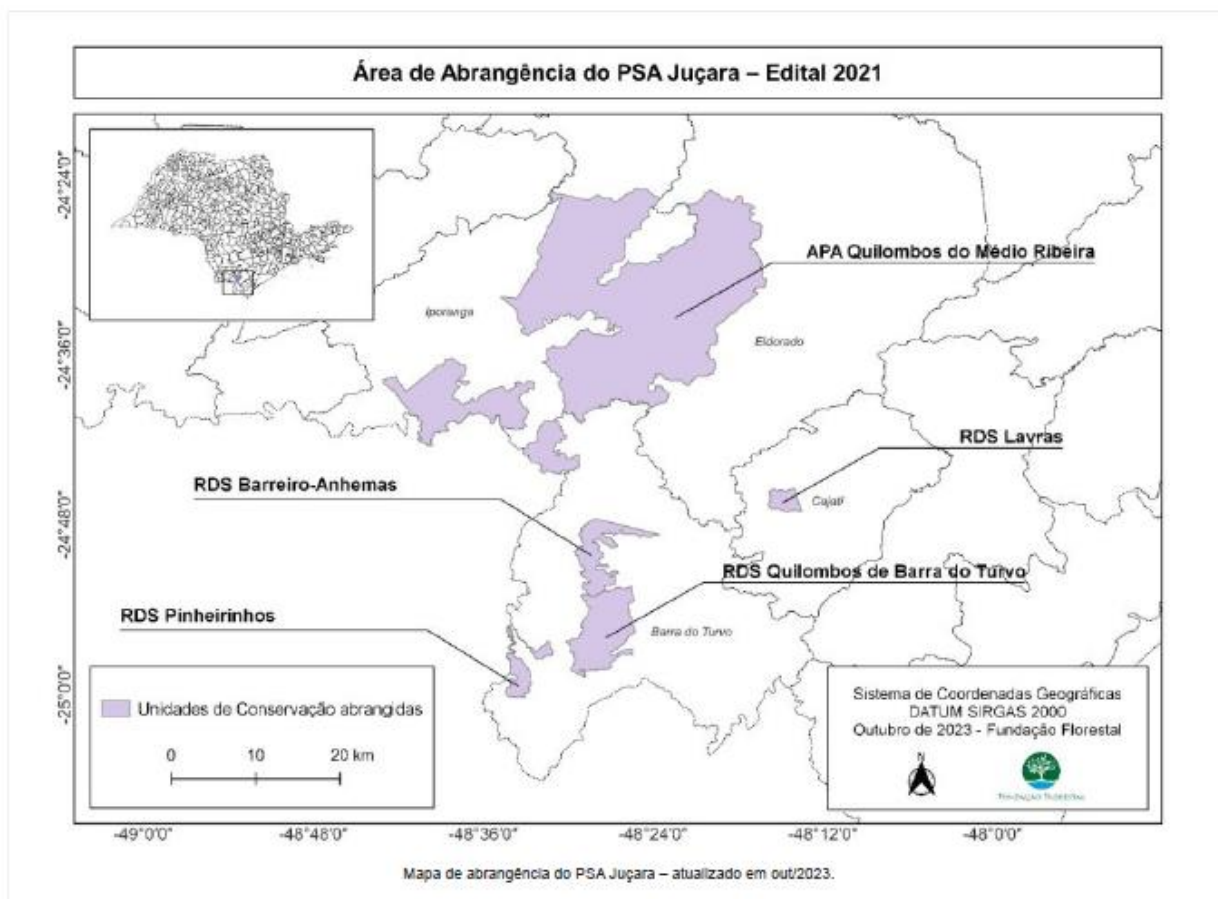 Área de Abrangência do PSA Juçara – Edital 2021
-24°24'0"
-24°36'0"
-24°48'0"
-25°0'0"
APA Quilombos do Médio Ribeira
Iporanga
Eldorado
RDS Lavras
RDS Barreiro-Anhemas
Cajati
RDS Quilombos de Barra do Turvo
RDS Pinheirinhos
Barra do Turvo
Unidades de Conservação abrangidas
0 10 20 km
Sistema de Coordenadas Geográficas
DATUM SIRGAS 2000
Outubro de 2023 - Fundação Florestal
N
FUNDAÇÃO FLORESTAL
-49°0'0"
-48°48'0"
-48°36'0"
-48°24'0"
-48°12'0"
-48°0'0"
Mapa de abrangência do PSA Juçara – atualizado em out/2023.